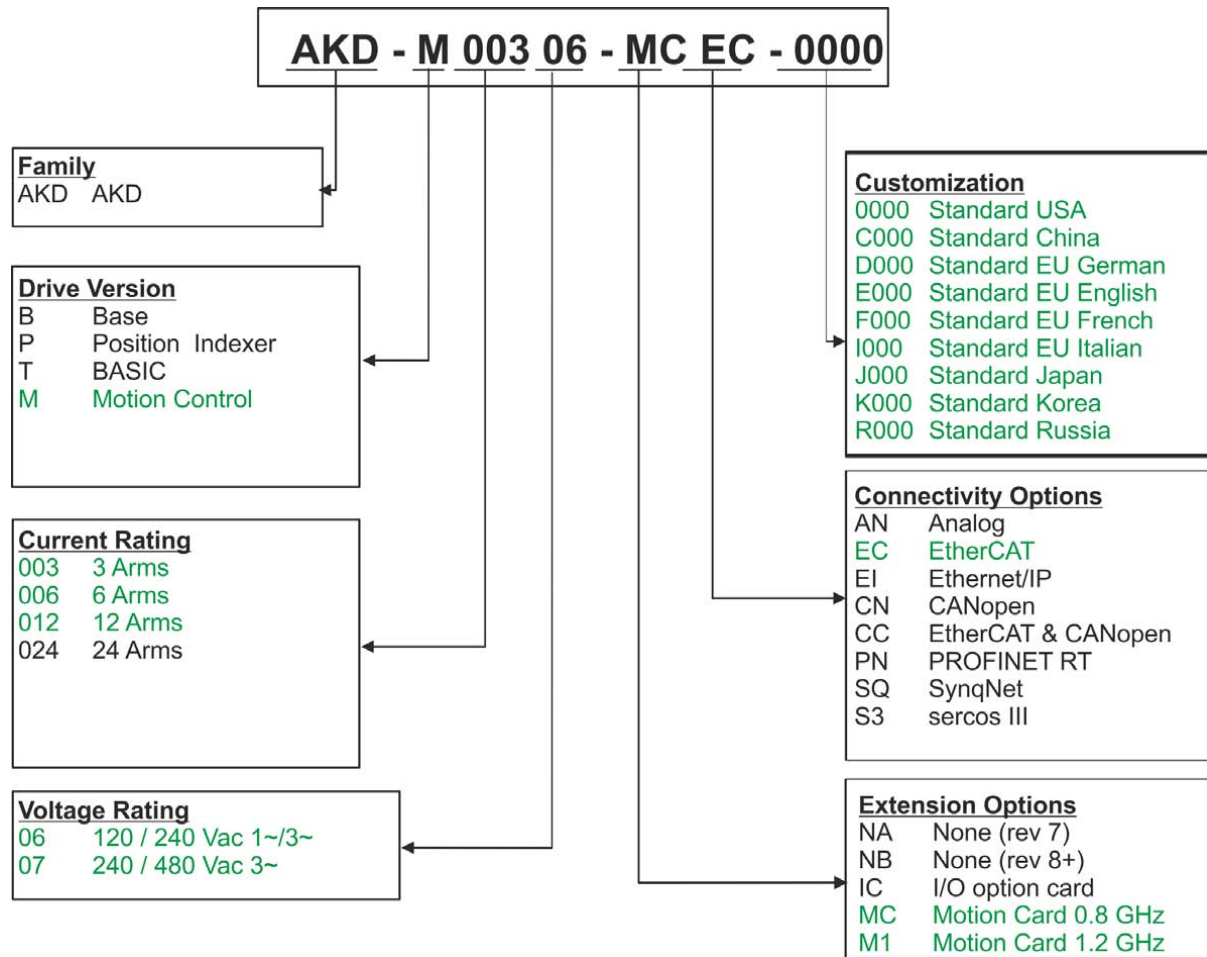 AKD - M 003 06 - MC EC - 0000
Family
AKD AKD
Drive Version
B Base
P Position Indexer
T BASIC
M Motion Control
Current Rating
003 3 Arms
006 6 Arms
012 12 Arms
024 24 Arms
Voltage Rating
06 120 / 240 Vac 1~/3~
07 240 / 480 Vac 3~
Customization
0000 Standard USA
C000 Standard China
D000 Standard EU German
E000 Standard EU English
F000 Standard EU French
I000 Standard EU Italian
J000 Standard Japan
K000 Standard Korea
R000 Standard Russia
Connectivity Options
AN Analog
EC EtherCAT
EI Ethernet/IP
CN CANopen
CC EtherCAT & CANopen
PN PROFINET RT
SQ SynqNet
S3 sercos III
Extension Options
NA None (rev 7)
NB None (rev 8+)
IC I/O option card
MC Motion Card 0.8 GHz
M1 Motion Card 1.2 GHz